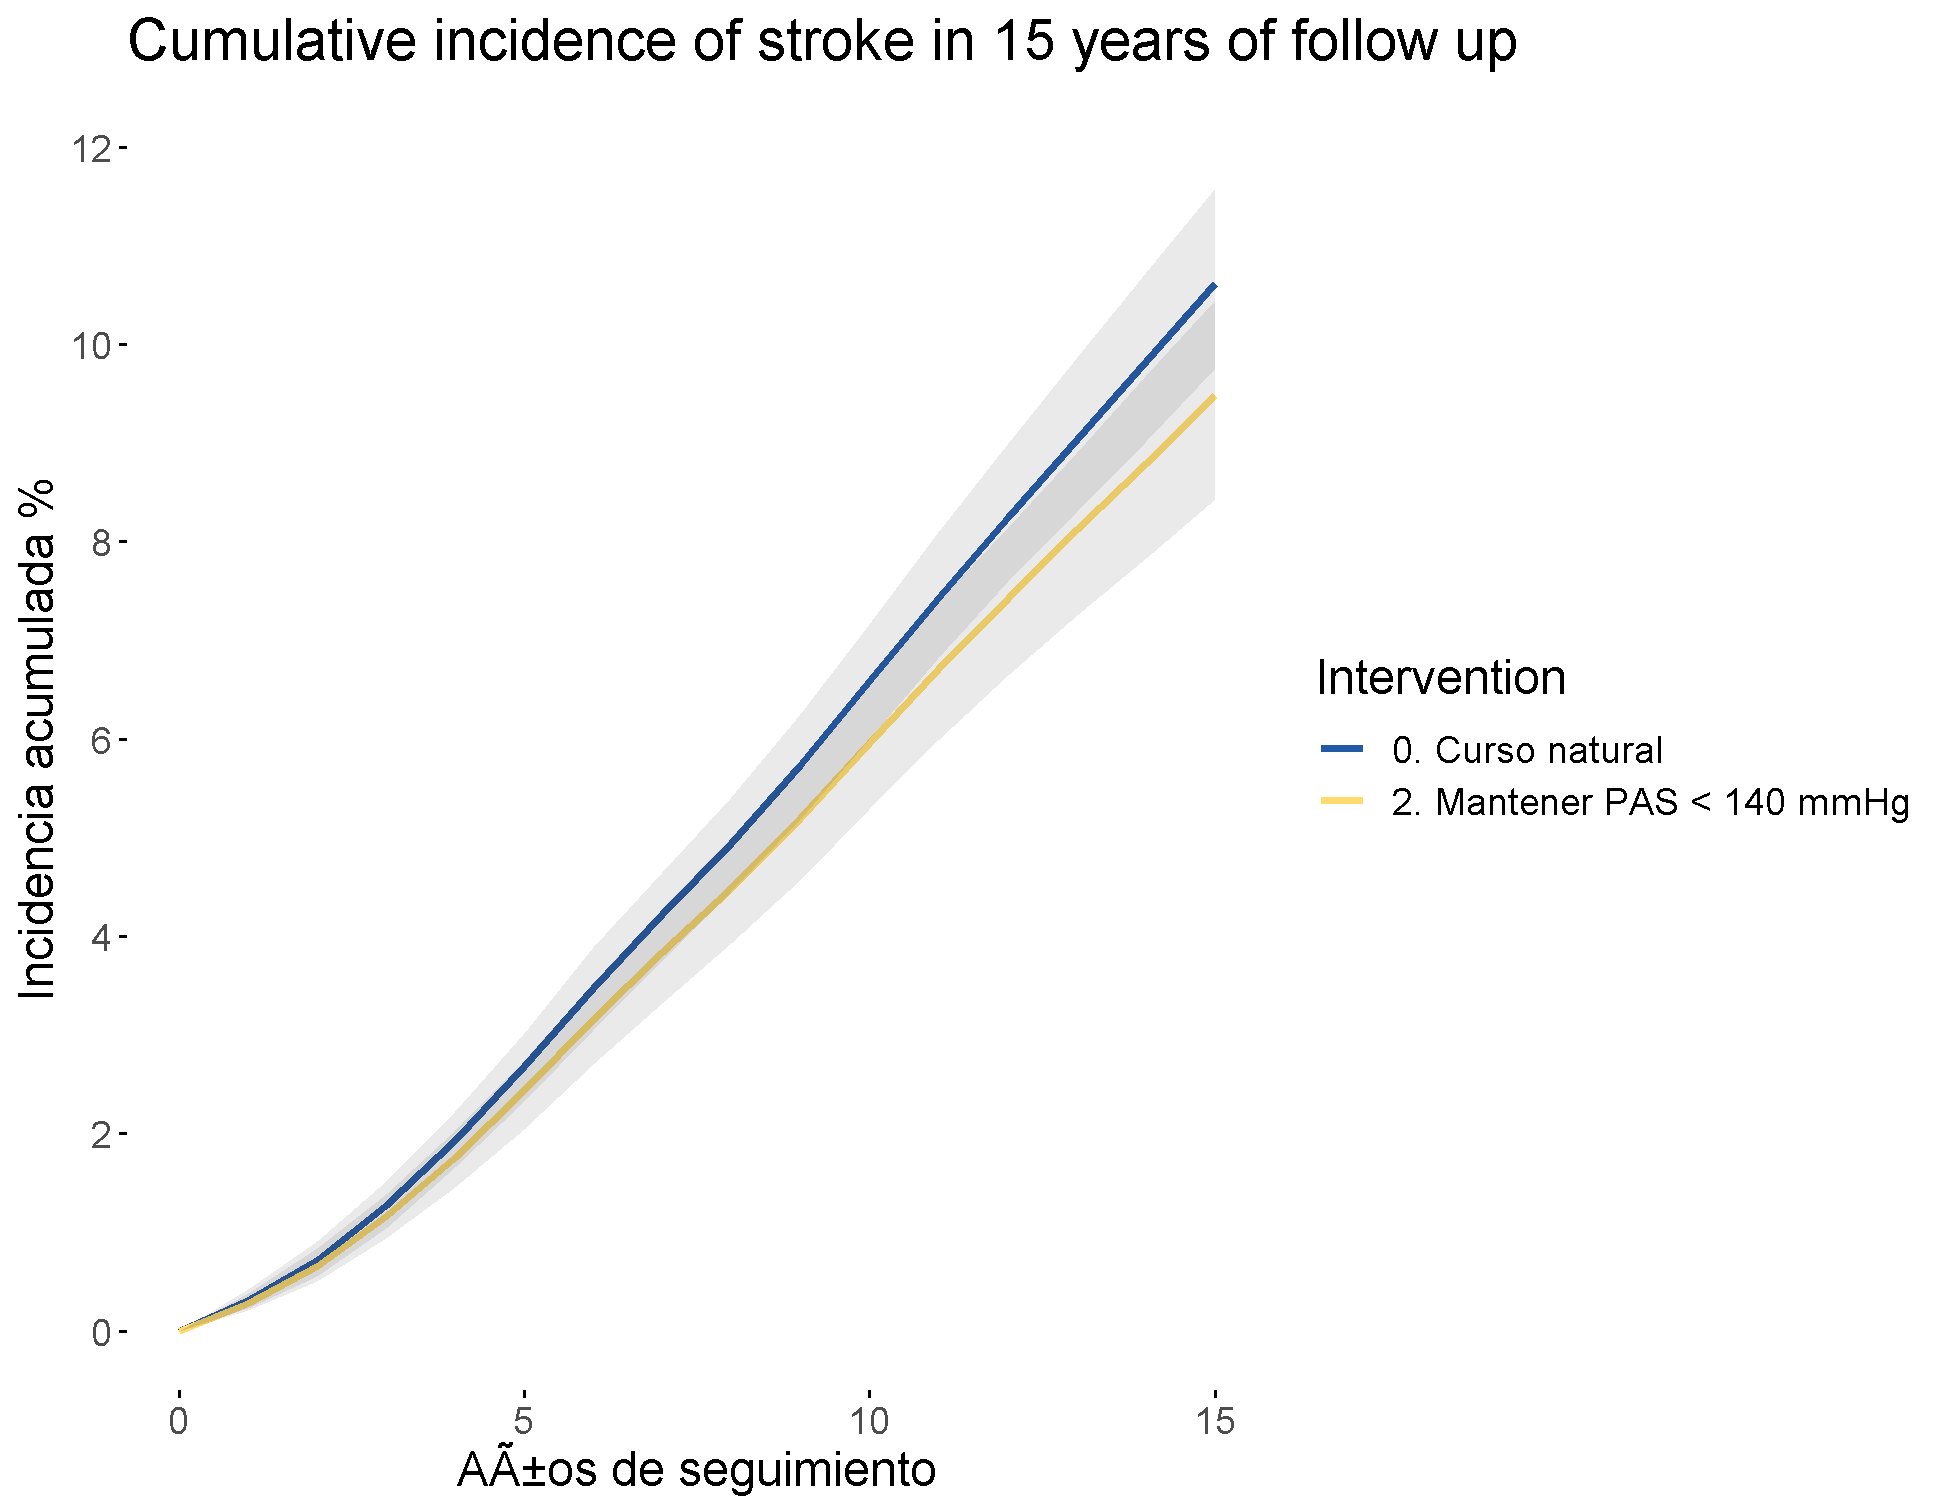 Cumulative incidence of stroke in 15 years of follow up
12
10
8
6
4
2
0
Incidencia acumulada %
0 5 10 15
AÃ±os de seguimiento
Intervention
0. Curso natural
2. Mantener PAS < 140 mmHg